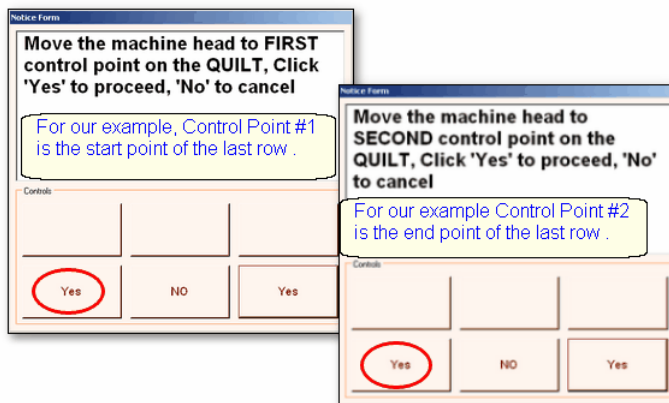 Notice Form
Move the machine head to FIRST
control point on the QUILT, Click
'Yes' to proceed, 'No' to cancel
For our example, Control Point #1
is the start point of the last row .
Controls
Yes
NO
Yes
Notice Form
Move the machine head to
SECOND control point on the
QUILT, Click 'Yes' to proceed, 'No'
to cancel
For our example Control Point #2
is the end point of the last row .
Controls
Yes
NO
Yes